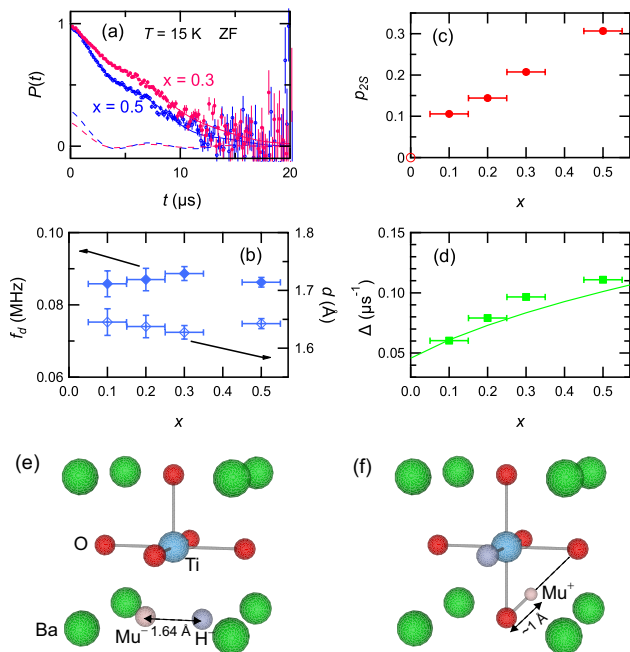 (a)
T = 15 K ZF
x = 0.3
x = 0.5
P(t)
1
0
0
5
10
15
20
t (μs)
(c)
p2S
0.3
0.2
0.1
0
0.0
0.1
0.2
0.3
0.4
0.5
x
(b)
fd (MHz)
0.10
0.08
0.06
d (Å)
1.8
1.7
1.6
0.0
0.1
0.2
0.3
0.4
0.5
x
(d)
Δ (μs⁻¹)
0.15
0.10
0.05
0.0
0.1
0.2
0.3
0.4
0.5
x
(e)
O
Ti
Ba
Mu⁻
1.64 Å
H⁻
(f)
Mu⁺
~1 Å